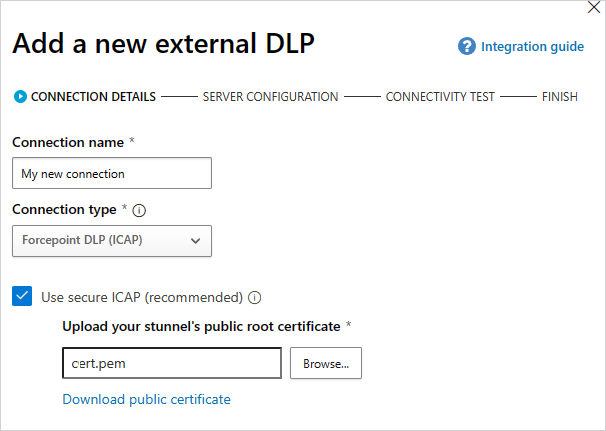 Add a new external DLP
Integration guide
CONNECTION DETAILS
SERVER CONFIGURATION
CONNECTIVITY TEST
FINISH
Connection name *
My new connection
Connection type *
Forcepoint DLP (ICAP)
Use secure ICAP (recommended)
Upload your stunnel's public root certificate *
cert.pem
Browse...
Download public certificate